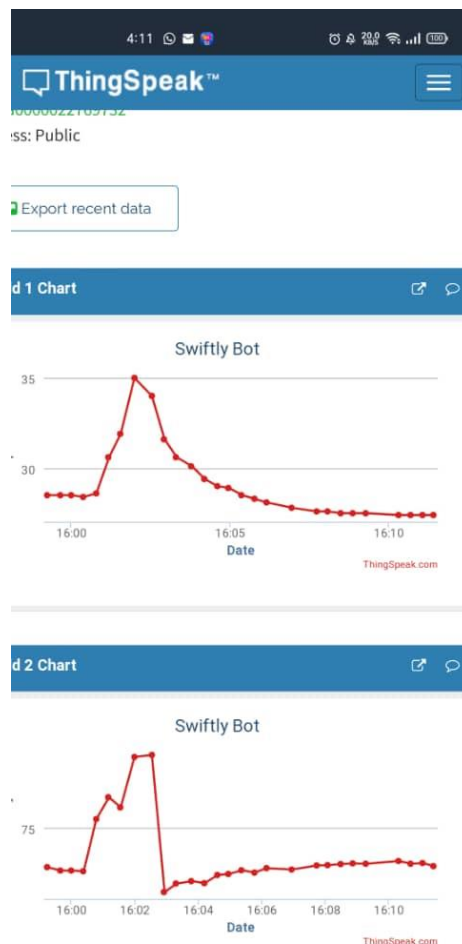 4:11
20.0
KB/S
100
ThingSpeak™
ss: Public
Export recent data
d 1 Chart
Swiftly Bot
35
30
16:00 16:05 16:10
Date
ThingSpeak.com
d 2 Chart
Swiftly Bot
75
16:00 16:02 16:04 16:06 16:08 16:10
Date
ThingSpeak.com